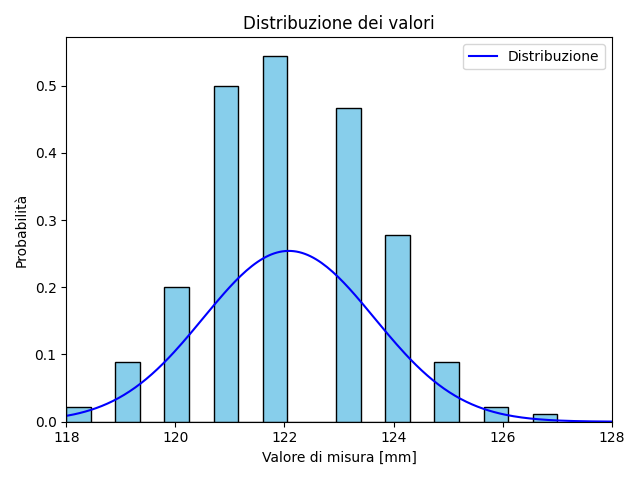 Distribuzione dei valori
Distribuzione
Probabilità
0.5
0.4
0.3
0.2
0.1
0.0
118 120 122 124 126 128
Valore di misura [mm]